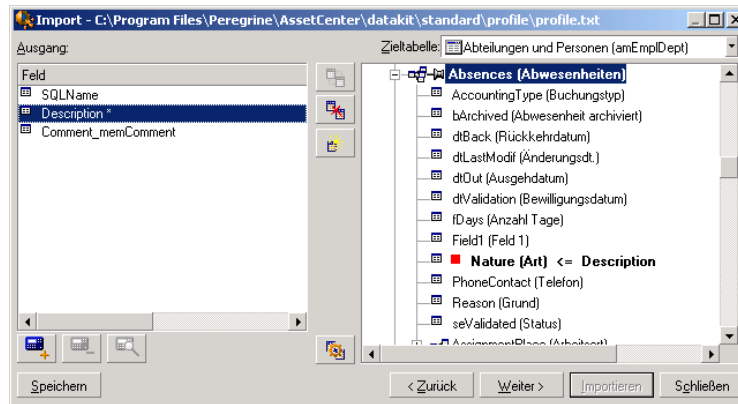 Import - C:\Program Files\Peregrine\AssetCenter\datakit\standard\profile\profile.txt
Ausgang:
Zieltabelle: Abteilungen und Personen (amEmplDept)
Feld
SQLName
Description *
Comment_memComment
Absences (Abwesenheiten)
AccountingType (Buchungstyp)
bArchived (Abwesenheit archiviert)
dtBack (Rückkehrdatum)
dtLastModif (Änderungsdt.)
dtOut (Ausgehdatum)
dtValidation (Bewilligungsdatum)
fDays (Anzahl Tage)
Field1 (Feld 1)
Nature (Art) <= Description
PhoneContact (Telefon)
Reason (Grund)
seValidated (Status)
AssignmentPlace (Arbeitsort)
Speichern
< Zurück
Weiter >
Importieren
Schließen